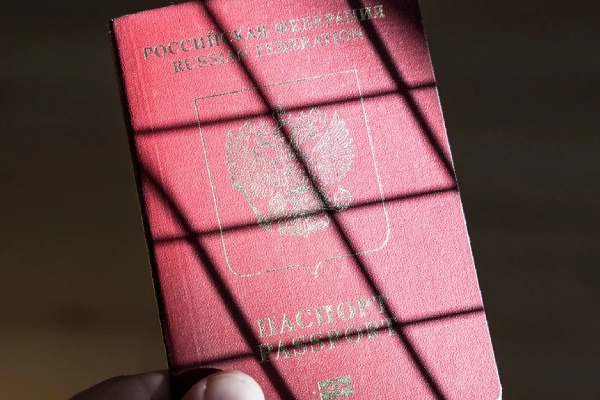 РОССИЙСКАЯ ФЕДЕРАЦИЯ
RUSSIAN FEDERATION
ПАСПОРТ
PASSPORT